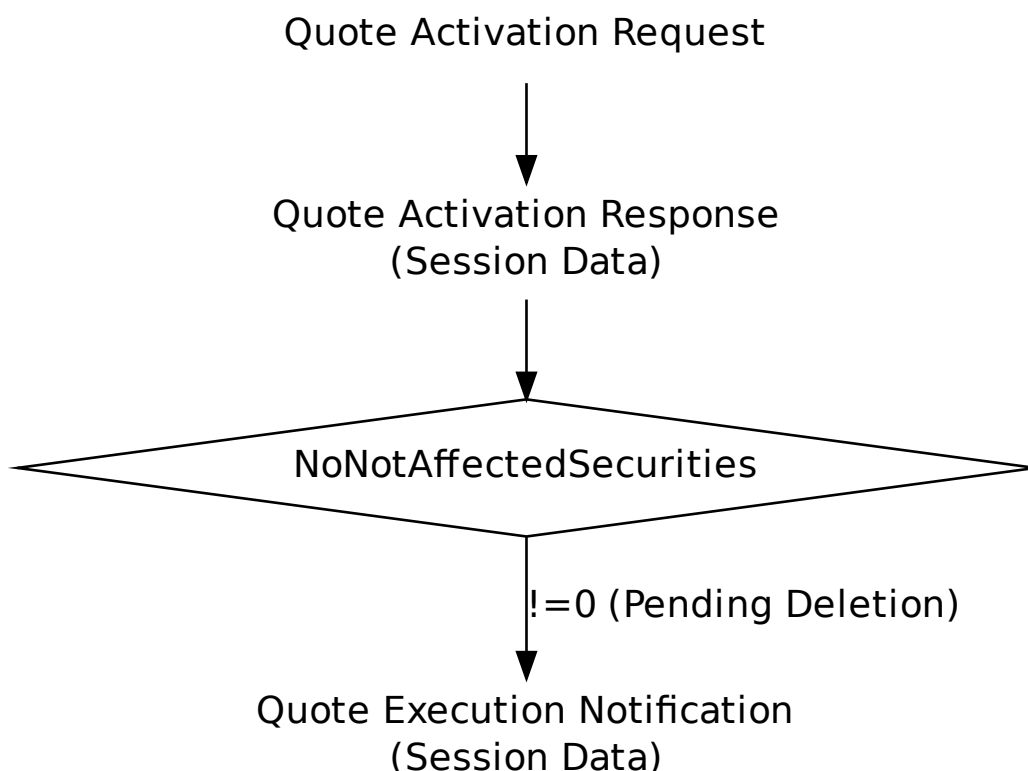 Quote Activation Request
Quote Activation Response
(Session Data)
NoNotAffectedSecurities
!=0 (Pending Deletion)
Quote Execution Notification
(Session Data)